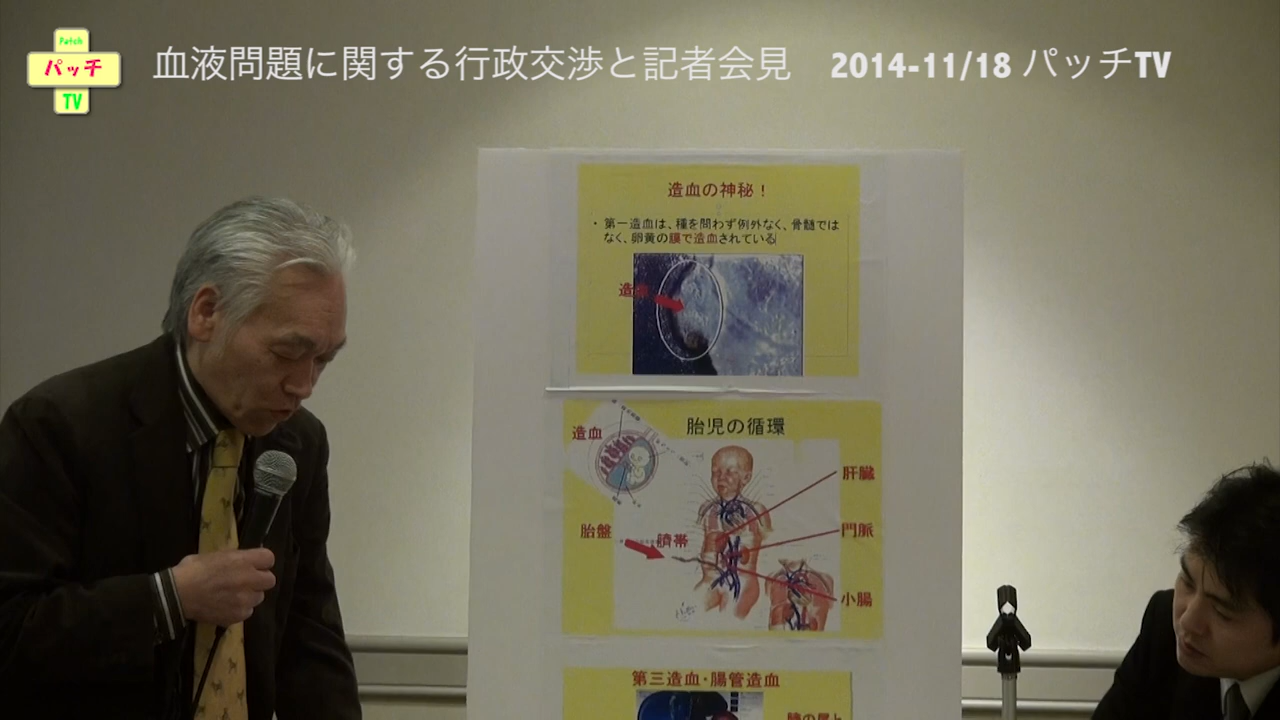 Patch
パッチ
TV
血液問題に関する行政交渉と記者会見 2014-11/18 パッチTV
造血の神秘！
・第一造血は、種を問わず例外なく、骨髄では
なく、卵黄の膜で造血されている
造血
胎児の循環
造血
肝臓
胎盤
臍帯
門脈
小腸
第三造血・腸管造血